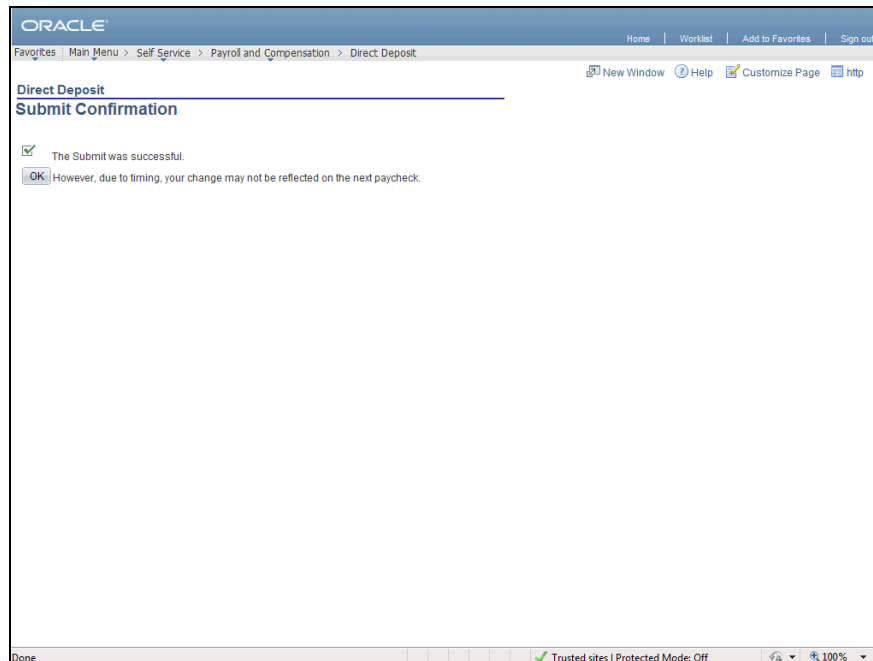 ORACLE
Home | Worklist | Add to Favorites | Sign out
Favorites Main Menu > Self Service > Payroll and Compensation > Direct Deposit
New Window Help Customize Page http
Direct Deposit
Submit Confirmation
The Submit was successful.
OK However, due to timing, your change may not be reflected on the next paycheck.
Done Trusted sites | Protected Mode: Off 100%